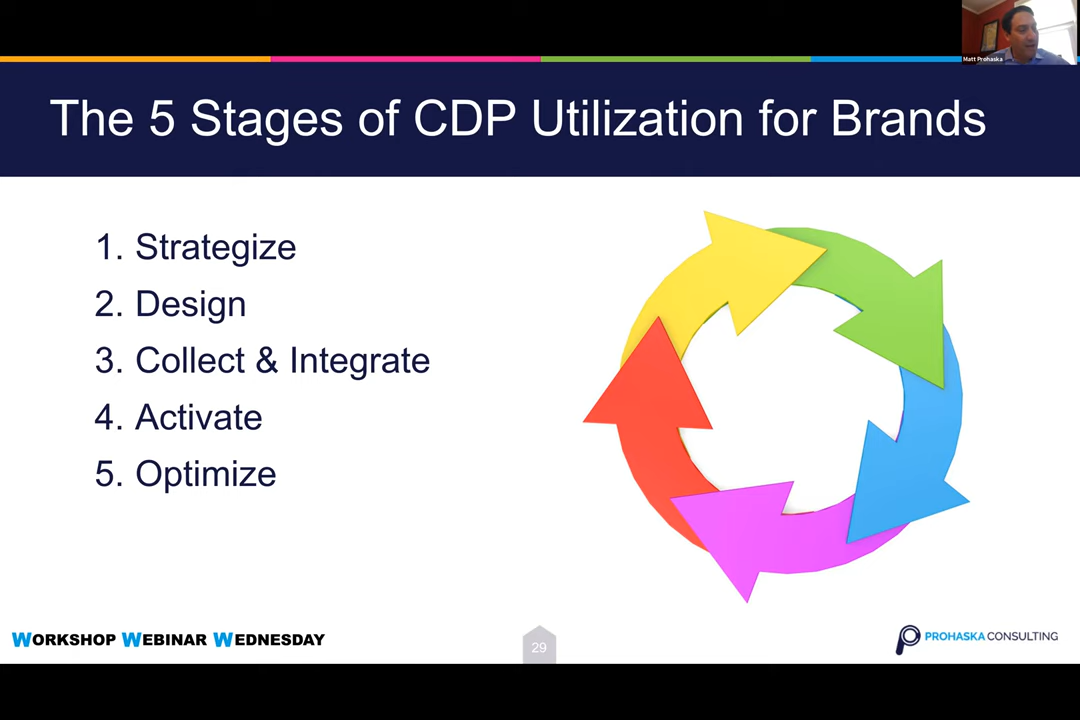 Matt Prohaska
The 5 Stages of CDP Utilization for Brands
1. Strategize
2. Design
3. Collect & Integrate
4. Activate
5. Optimize
WORKSHOP WEBINAR WEDNESDAY
29
PROHASKA CONSULTING